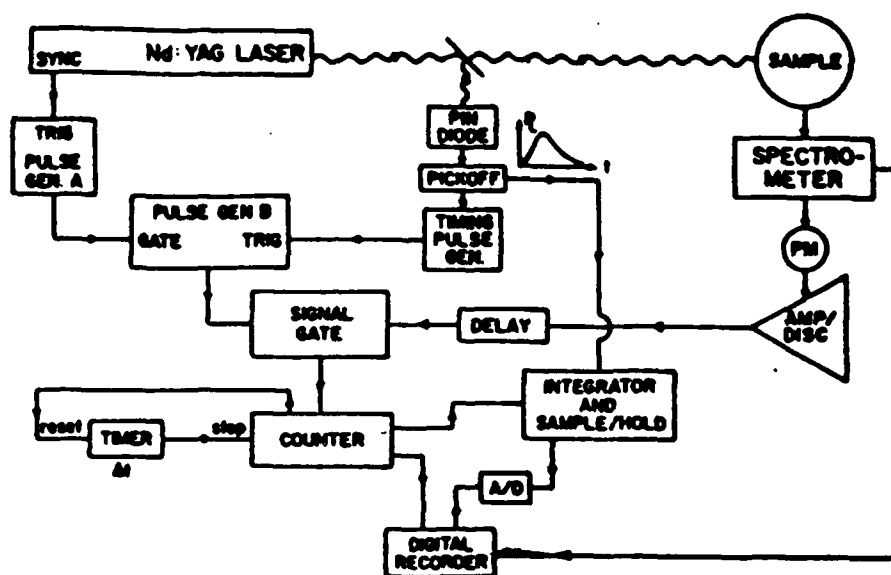 SYNC
Nd:YAG LASER
SAMPLE
TRIG
PULSE
GEN. A
PIN
DIODE
t
PICKOFF
SPECTRO-
METER
PULSE GEN B
GATE TRIG
TIMING
PULSE
GEN.
PM
SIGNAL
GATE
DELAY
AMP/
DISC
INTEGRATOR
AND
SAMPLE/HOLD
reset
TIMER
stop
COUNTER
Δt
A/D
DIGITAL
RECORDER